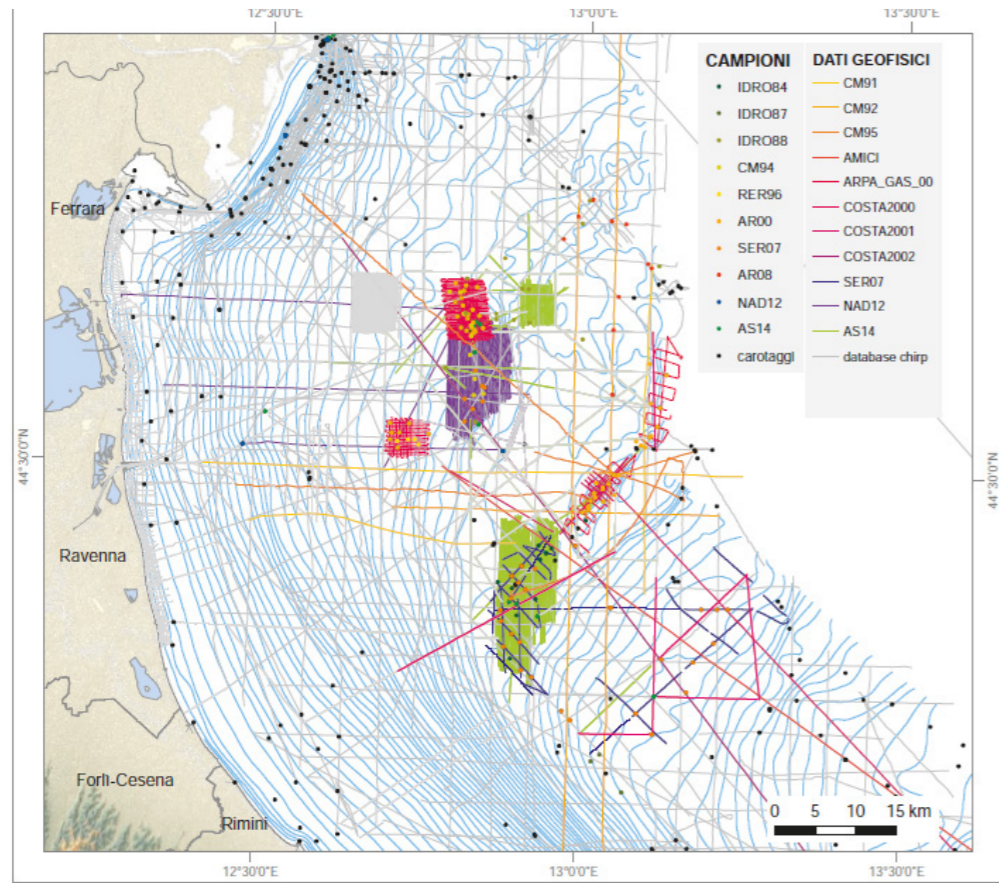 12°30'0"E 13°0'0"E 13°30'0"E
CAMPIONI
IDRO84
IDRO87
IDRO88
CM94
RER96
AR00
SER07
AR08
NAD12
AS14
carotaggi
DATI GEOFISICI
CM91
CM92
CM95
AMICI
ARPA_GAS_00
COSTA2000
COSTA2001
COSTA2002
SER07
NAD12
AS14
database chirp
Ferrara
44°30'0"N
44°30'0"N
Ravenna
Forlì-Cesena
Rimini
0 5 10 15 km
12°30'0"E 13°0'0"E 13°30'0"E